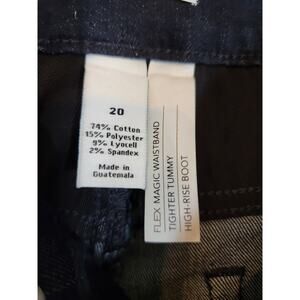 20
74% Cotton
15% Polyester
9% Lyocell
2% Spandex
Made in
Guatemala
FLEX MAGIC WAISTBAND
TIGHTER TUMMY
HIGH-RISE BOOT